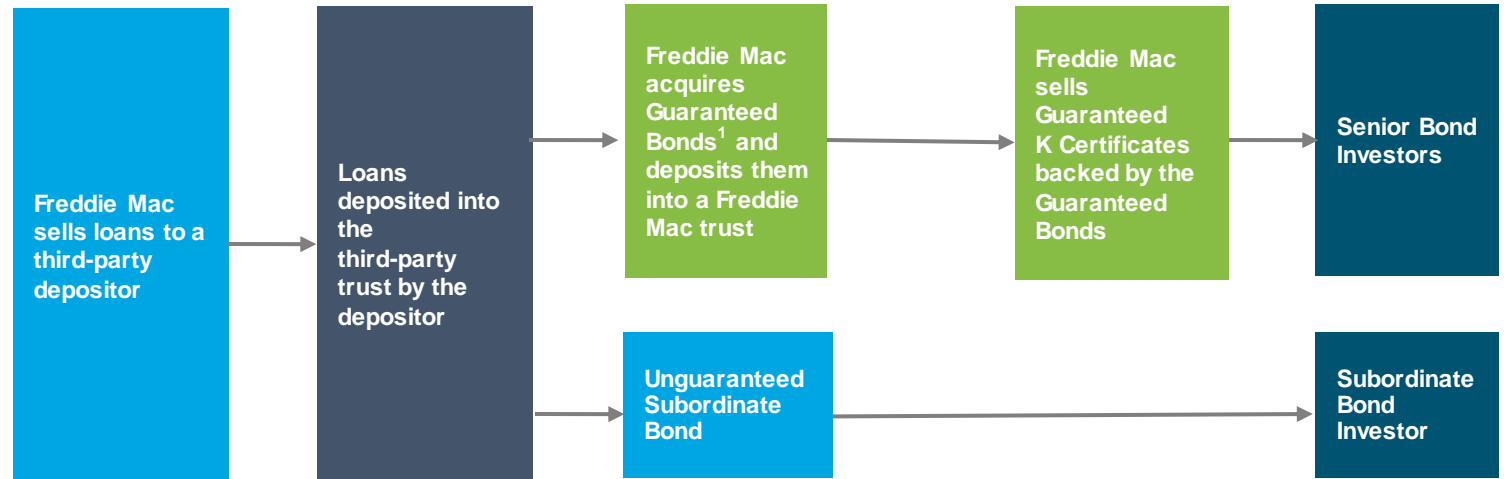 Freddie Mac
sells loans to a
third-party
depositor
Loans
deposited into
the
third-party
trust by the
depositor
Freddie Mac
acquires
Guaranteed
Bonds¹ and
deposits them
into a Freddie
Mac trust
Freddie Mac
sells
Guaranteed
K Certificates
backed by the
Guaranteed
Bonds
Senior Bond
Investors
Unguaranteed
Subordinate
Bond
Subordinate
Bond
Investor